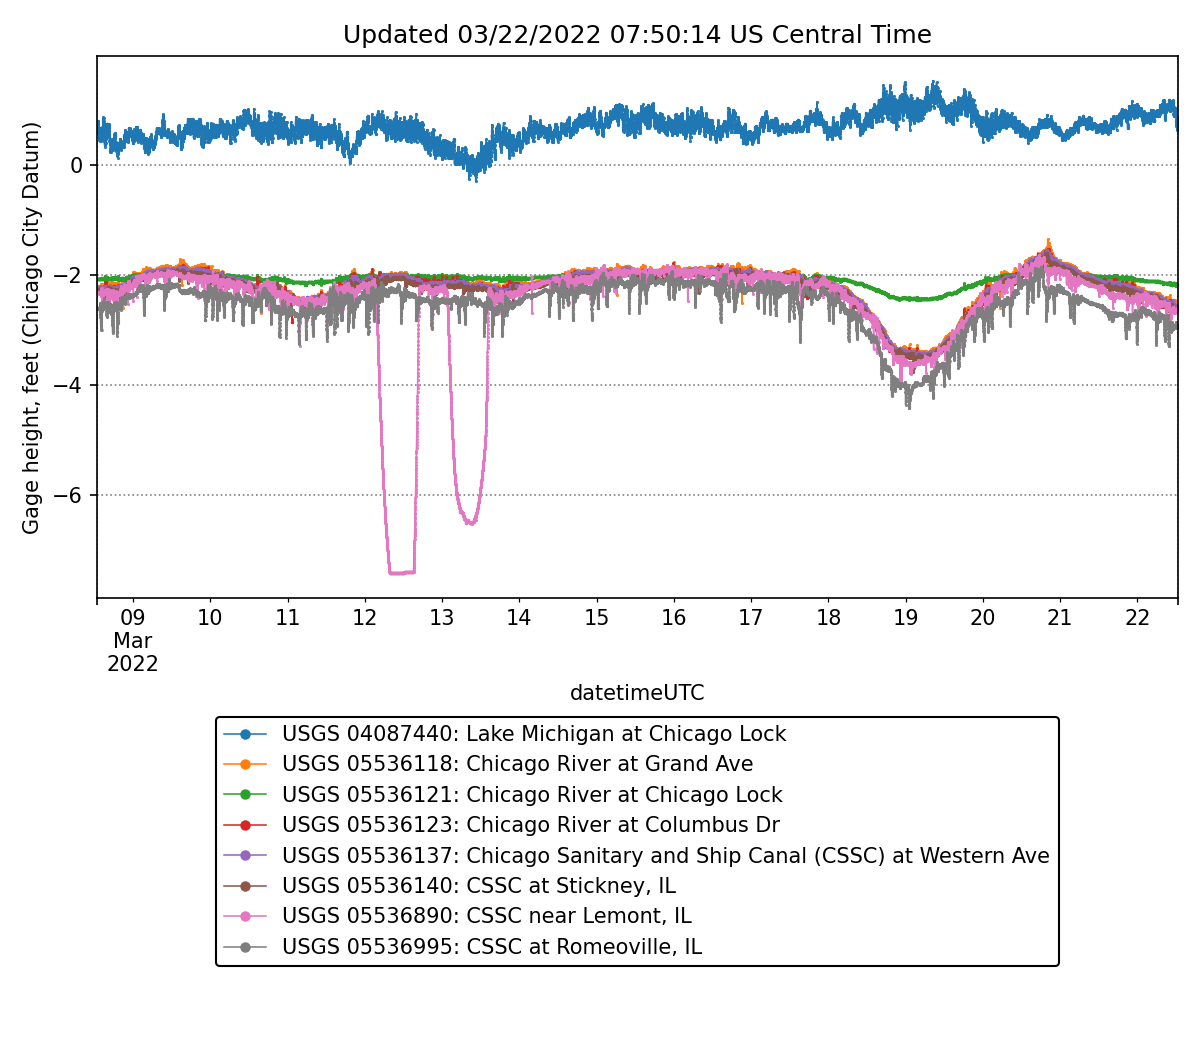 Updated 03/22/2022 07:50:14 US Central Time
Gage height, feet (Chicago City Datum)
0
−2
−4
−6
09 10 11 12 13 14 15 16 17 18 19 20 21 22
Mar
2022
datetimeUTC
USGS 04087440: Lake Michigan at Chicago Lock
USGS 05536118: Chicago River at Grand Ave
USGS 05536121: Chicago River at Chicago Lock
USGS 05536123: Chicago River at Columbus Dr
USGS 05536137: Chicago Sanitary and Ship Canal (CSSC) at Western Ave
USGS 05536140: CSSC at Stickney, IL
USGS 05536890: CSSC near Lemont, IL
USGS 05536995: CSSC at Romeoville, IL